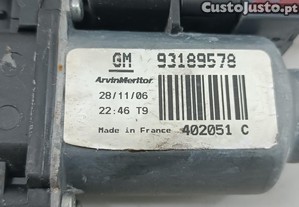 CustoJusto.pt
GM 93189578
ArvinMeritor
28/11/06
22:46 T9
Made in France 402051 C